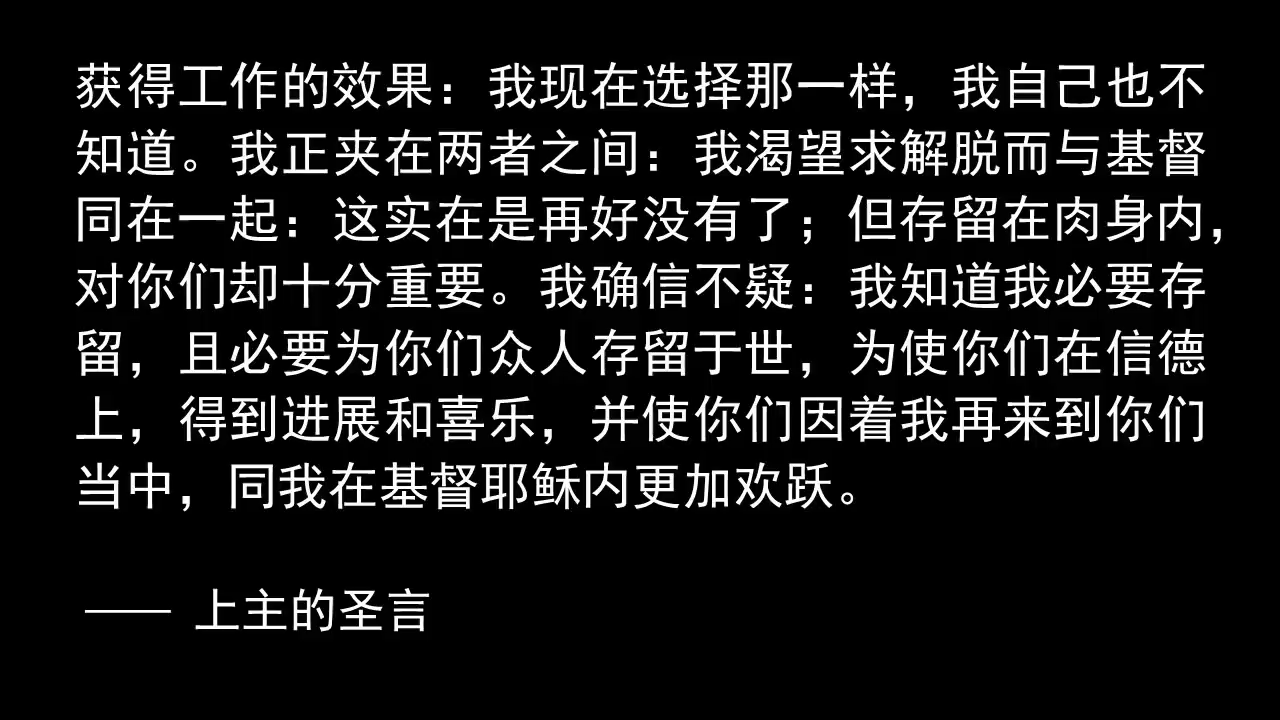 获得工作的效果：我现在选择那一样，我自己也不
知道。我正夹在两者之间：我渴望求解脱而与基督
同在一起：这实在是再好没有了；但存留在肉身内，
对你们却十分重要。我确信不疑：我知道我必要存
留，且必要为你们众人存留于世，为使你们在信德
上，得到进展和喜乐，并使你们因着我再来到你们
当中，同我在基督耶稣内更加欢跃。
—— 上主的圣言